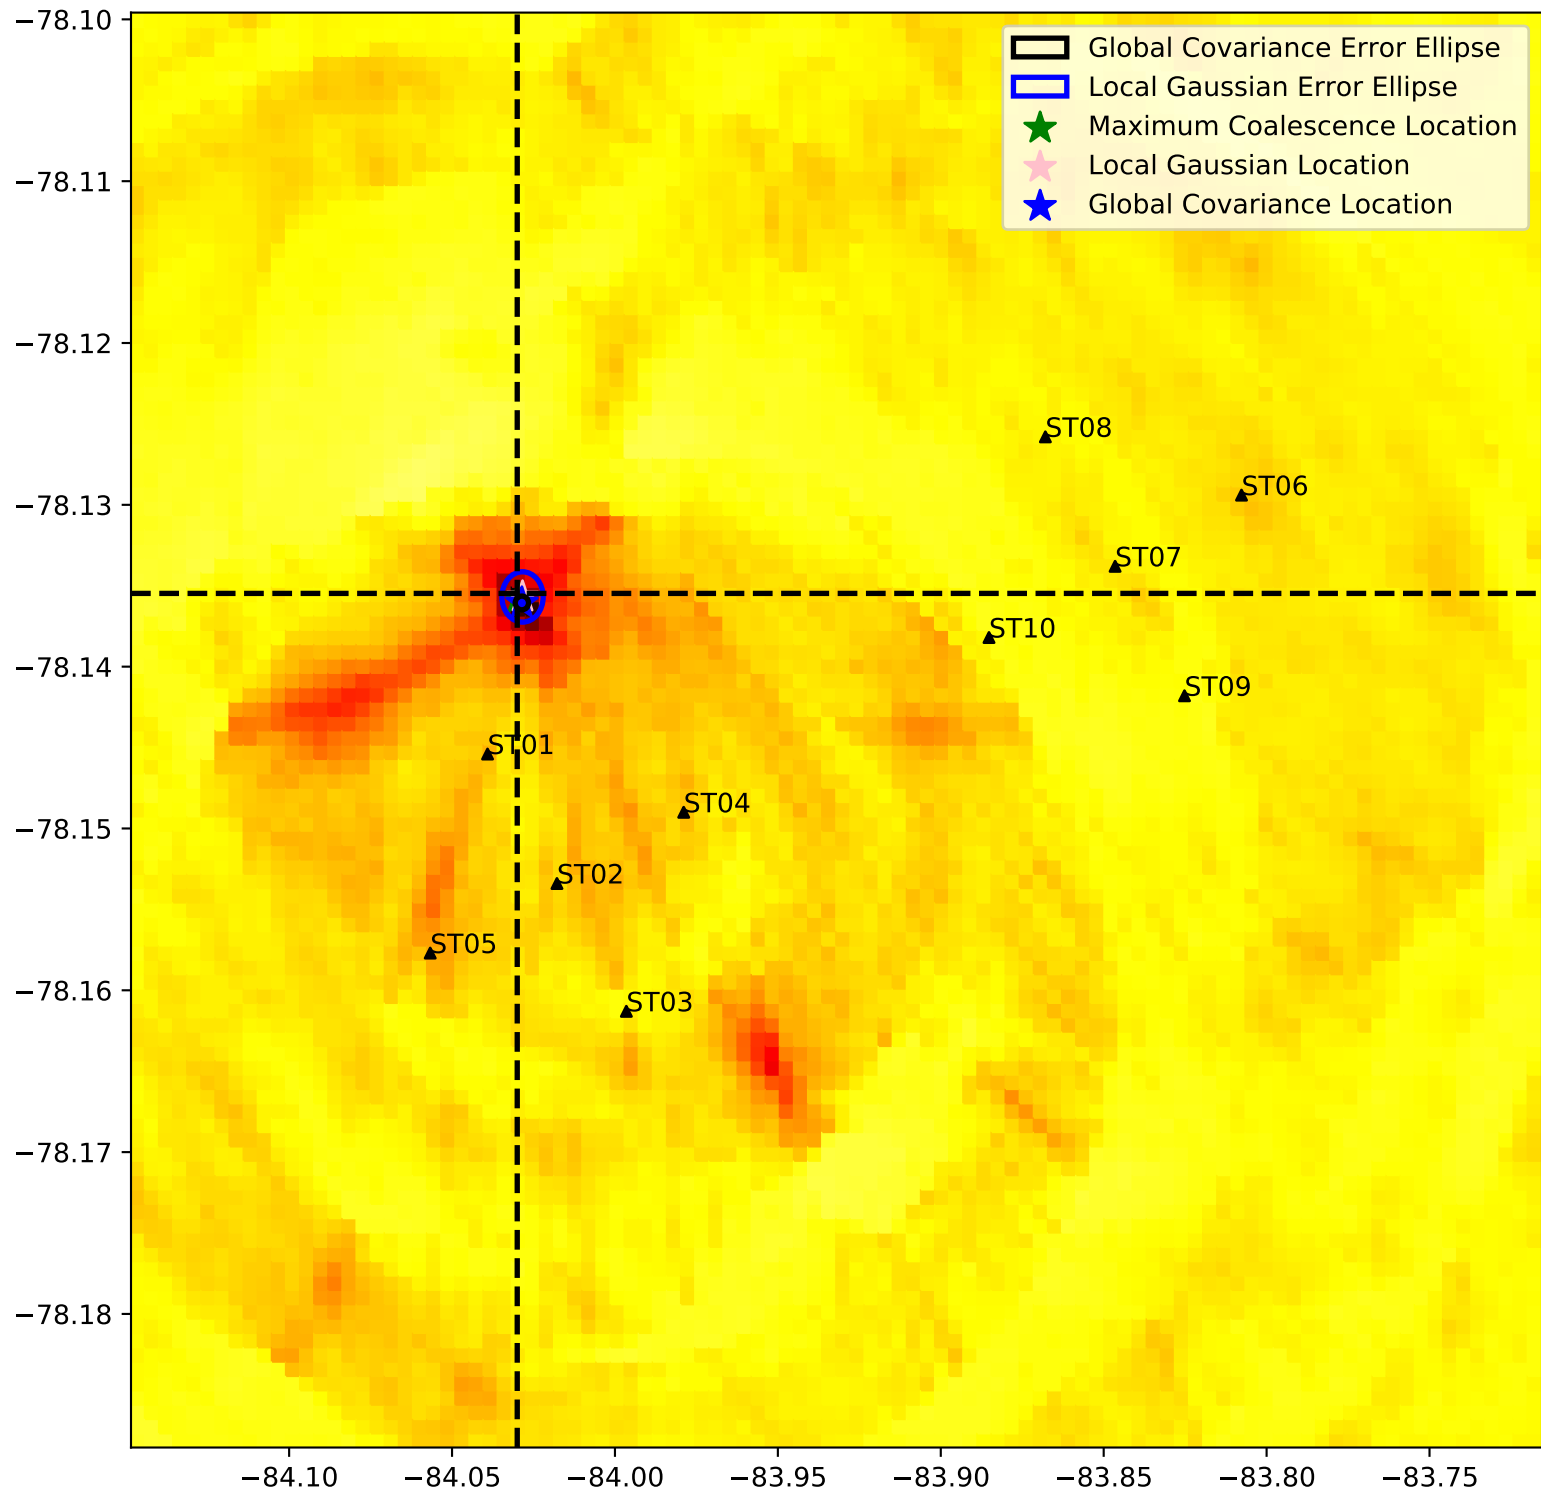 −78.10
−78.11
−78.12
−78.13
−78.14
−78.15
−78.16
−78.17
−78.18
Global Covariance Error Ellipse
Local Gaussian Error Ellipse
Maximum Coalescence Location
Local Gaussian Location
Global Covariance Location
ST08
ST06
ST07
ST10
ST09
ST01
ST04
ST02
ST05
ST03
−84.10 −84.05 −84.00 −83.95 −83.90 −83.85 −83.80 −83.75